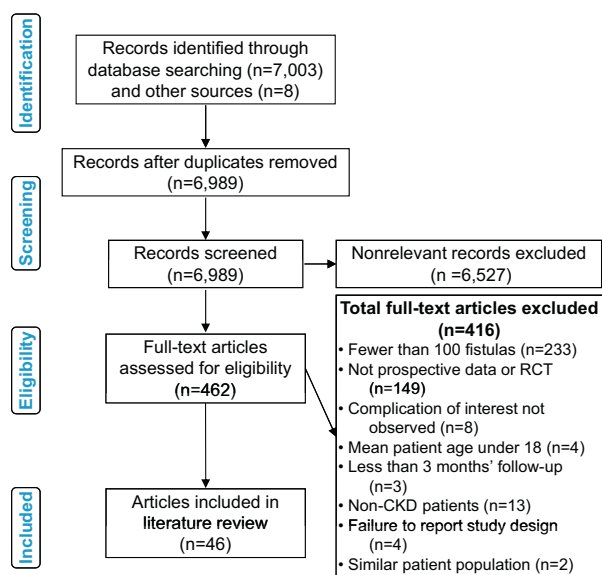 Identification
Records identified through
database searching (n=7,003)
and other sources (n=8)
Records after duplicates removed
(n=6,989)
Screening
Records screened
(n=6,989)
Nonrelevant records excluded
(n =6,527)
Eligibility
Full-text articles
assessed for eligibility
(n=462)
Total full-text articles excluded
(n=416)
• Fewer than 100 fistulas (n=233)
• Not prospective data or RCT
(n=149)
• Complication of interest not
observed (n=8)
• Mean patient age under 18 (n=4)
• Less than 3 months’ follow-up
(n=3)
• Non-CKD patients (n=13)
• Failure to report study design
(n=4)
• Similar patient population (n=2)
Included
Articles included in
literature review
(n=46)